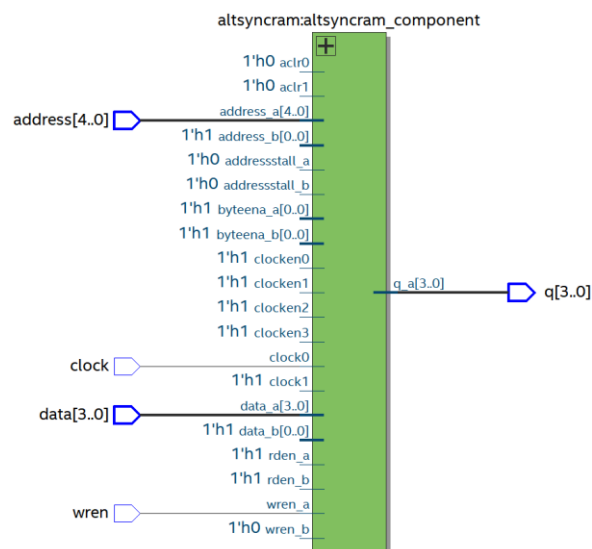 altsyncram:altsyncram_component
1'h0 aclr0
1'h0 aclr1
address[4..0] address_a[4..0]
1'h1 address_b[0..0]
1'h0 addressstall_a
1'h0 addressstall_b
1'h1 byteena_a[0..0]
1'h1 byteena_b[0..0]
1'h1 clocken0
1'h1 clocken1
q_a[3..0] q[3..0]
1'h1 clocken2
1'h1 clocken3
clock clock0
1'h1 clock1
data[3..0] data_a[3..0]
1'h1 data_b[0..0]
1'h1 rden_a
1'h1 rden_b
wren wren_a
1'h0 wren_b